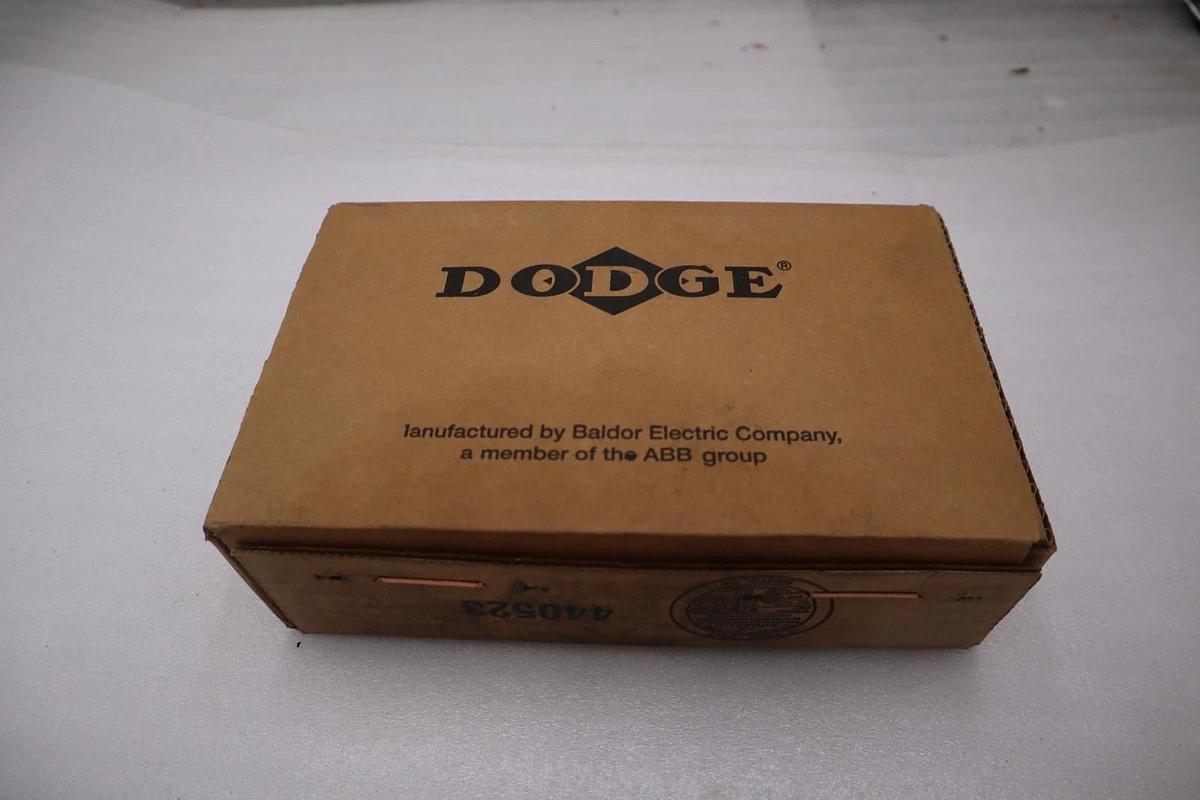 DODGE®
lanufactured by Baldor Electric Company,
a member of the ABB group
440523